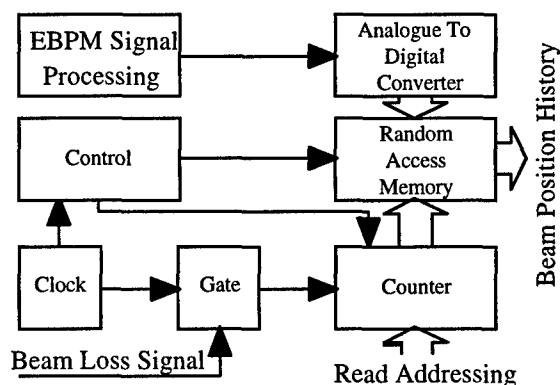 EBPM Signal
Processing
Analogue To
Digital
Converter
Control
Random
Access
Memory
Beam Position History
Clock
Gate
Counter
Beam Loss Signal
Read Addressing